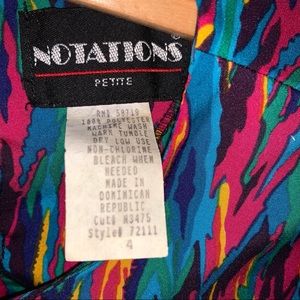 NOTATIONS
PETITE
RN# 58719
100% POLYESTER
MACHINE WASH
WARM TUMBLE
DRY LOW USE
NON-CHLORINE
BLEACH WHEN
NEEDED
MADE IN
DOMINICAN
REPUBLIC
Cut# N3475
Style# 72111
4